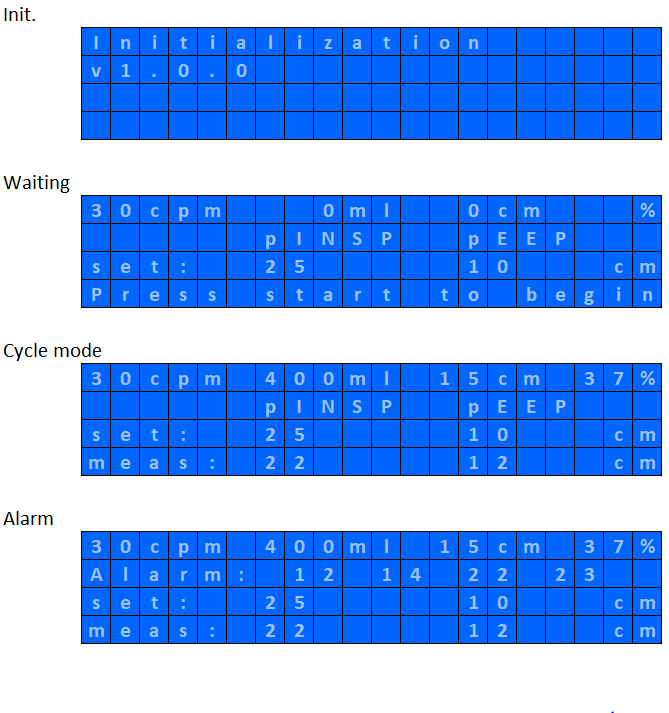 Init.
Initialization
v1.0.0
Waiting
30cpm 0ml 0cm %
pINSP pEEP
set: 25 10 cm
Press start to begin
Cycle mode
30cpm 400ml 15cm 37%
pINSP pEEP
set: 25 10 cm
meas: 22 12 cm
Alarm
30cpm 400ml 15cm 37%
Alarm: 12 14 22 23
set: 25 10 cm
meas: 22 12 cm